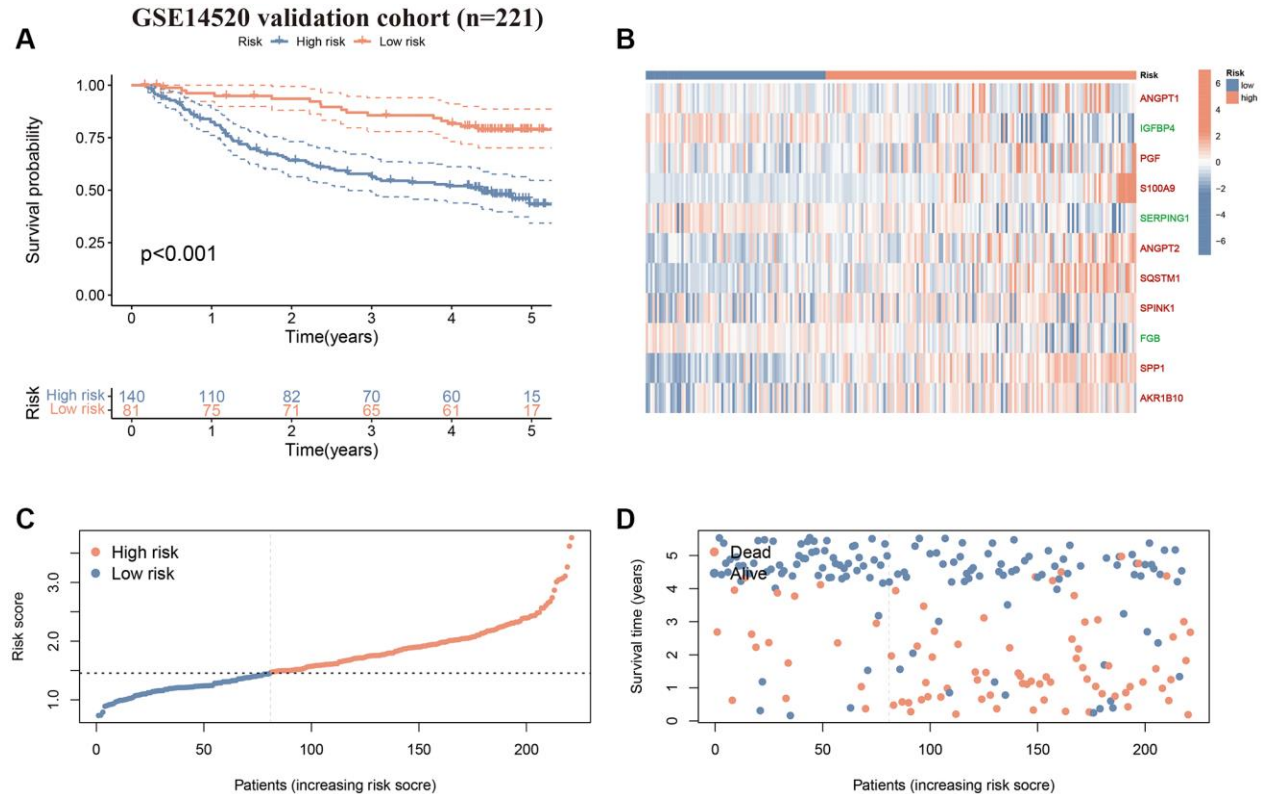 GSE14520 validation cohort (n=221)
A
Risk High risk Low risk
Survival probability
1.00
0.75
0.50
0.25
0.00
p<0.001
0 1 2 3 4 5
Time(years)
Risk
High risk 140 110 82 70 60 15
Low risk 81 75 71 65 61 17
0 1 2 3 4 5
Time(years)
B
Risk
ANGPT1
IGFBP4
PGF
S100A9
SERPING1
ANGPT2
SQSTM1
SPINK1
FGB
SPP1
AKR1B10
6
4
2
0
−2
−4
−6
Risk
low
high
C
High risk
Low risk
Risk score
3.0
2.0
1.0
0 50 100 150 200
Patients (increasing risk socre)
D
Dead
Alive
Survival time (years)
5
4
3
2
1
0
0 50 100 150 200
Patients (increasing risk socre)